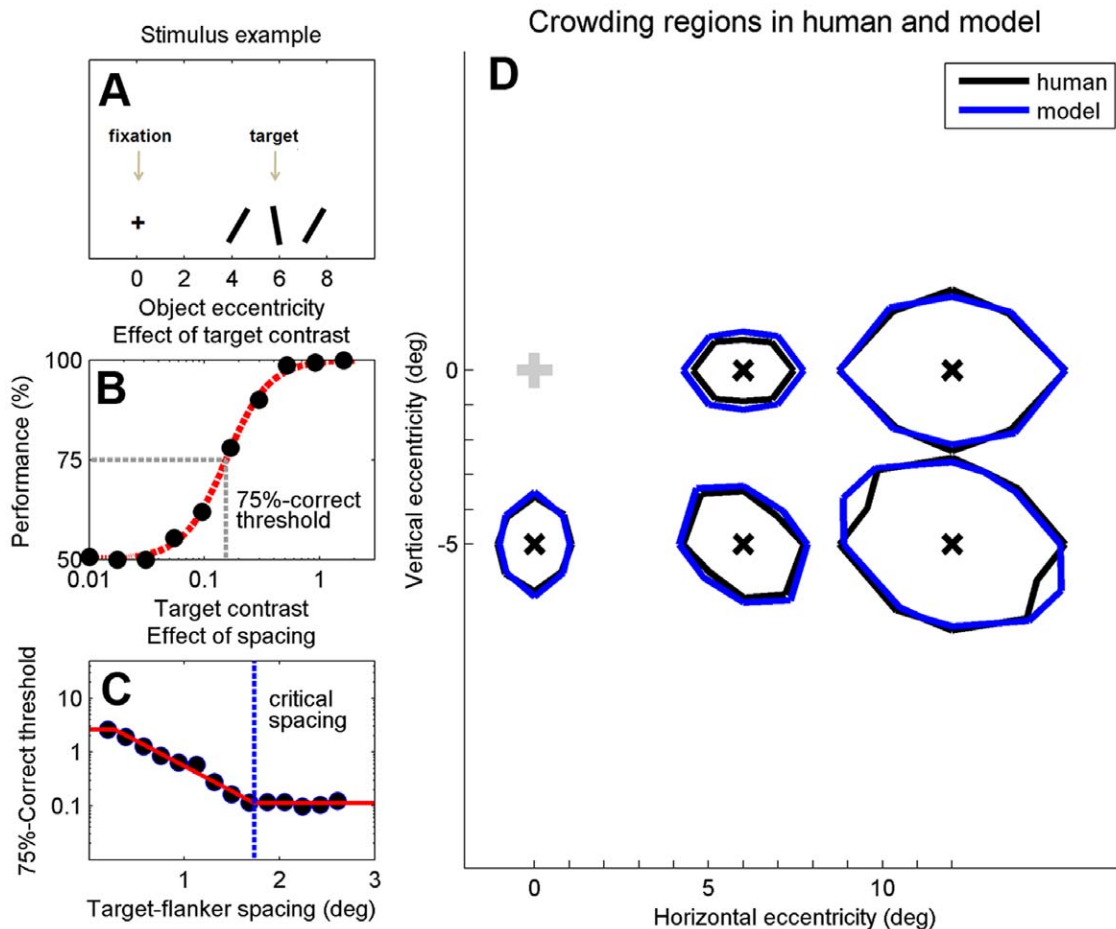 Stimulus example
A
fixation
target
+
0 2 4 6 8
Object eccentricity
Effect of target contrast
B
100
75
50
Performance (%)
75%-correct
threshold
0.01 0.1 1
Target contrast
Effect of spacing
C
10
1
0.1
75%-Correct threshold
critical
spacing
1 2 3
Target-flanker spacing (deg)
Crowding regions in human and model
D
human
model
0
-5
Vertical eccentricity (deg)
0 5 10
Horizontal eccentricity (deg)